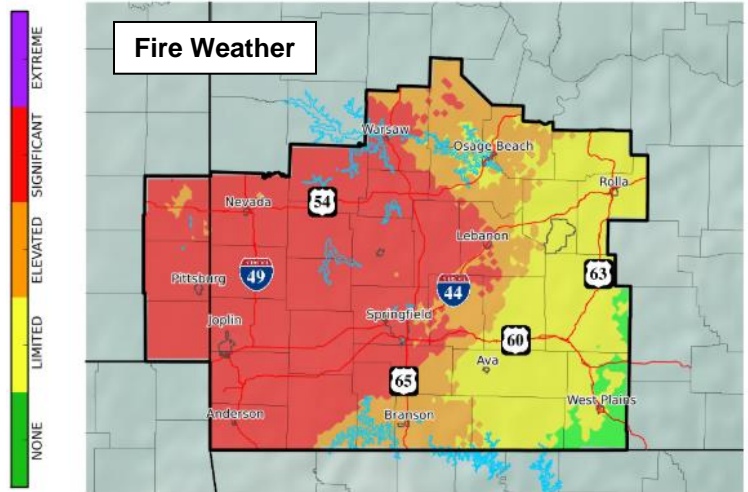 Fire Weather
EXTREME
SIGNIFICANT
ELEVATED
LIMITED
NONE
Warsaw
Osage Beach
Rolla
Nevada
54
Lebanon
Pittsburg
49
44
63
Joplin
Springfield
60
Ava
65
Anderson
Branson
West Plains